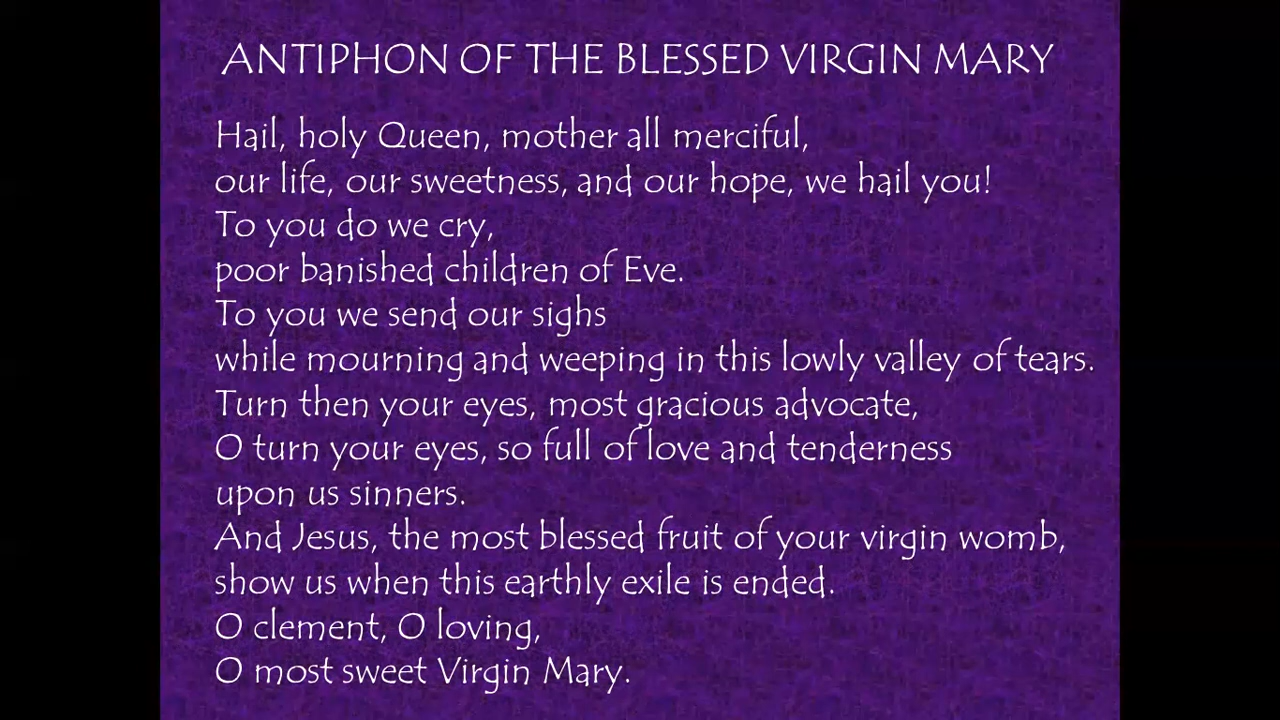 ANTIPHON OF THE BLESSED VIRGIN MARY
Hail, holy Queen, mother all merciful,
our life, our sweetness, and our hope, we hail you!
To you do we cry,
poor banished children of Eve.
To you we send our sighs
while mourning and weeping in this lowly valley of tears.
Turn then your eyes, most gracious advocate,
O turn your eyes, so full of love and tenderness
upon us sinners.
And Jesus, the most blessed fruit of your virgin womb,
show us when this earthly exile is ended.
O clement, O loving,
O most sweet Virgin Mary.